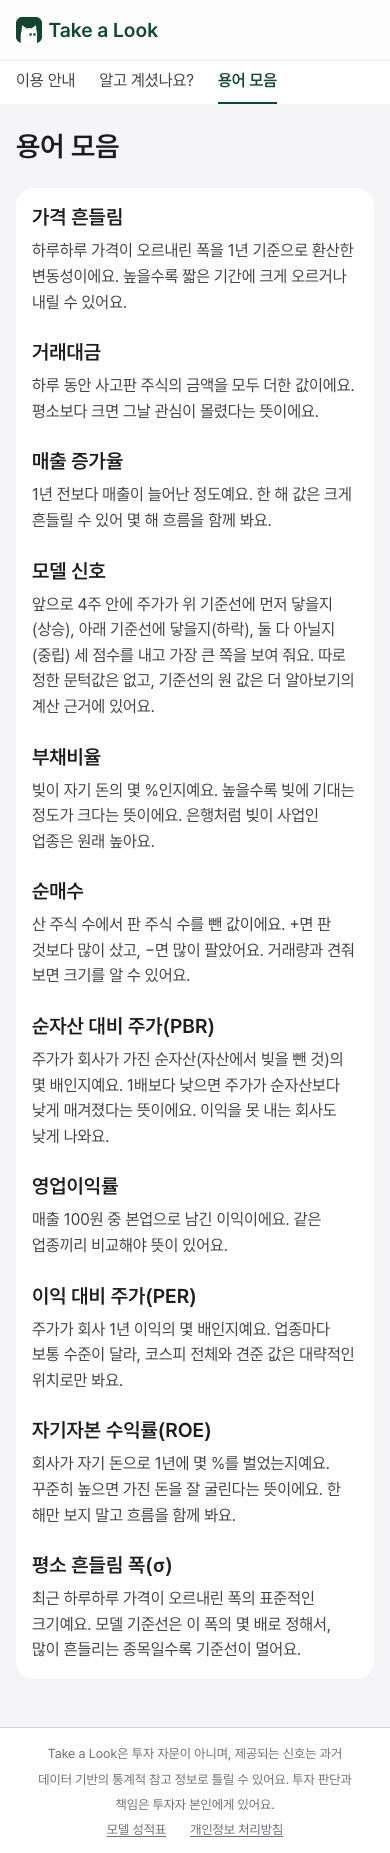 Take a Look
이용 안내 알고 계셨나요? 용어 모음
용어 모음
가격 흔들림
하루하루 가격이 오르내린 폭을 1년 기준으로 환산한
변동성이에요. 높을수록 짧은 기간에 크게 오르거나
내릴 수 있어요.
거래대금
하루 동안 사고판 주식의 금액을 모두 더한 값이에요.
평소보다 크면 그날 관심이 몰렸다는 뜻이에요.
매출 증가율
1년 전보다 매출이 늘어난 정도예요. 한 해 값은 크게
흔들릴 수 있어 몇 해 흐름을 함께 봐요.
모델 신호
앞으로 4주 안에 주가가 위 기준선에 먼저 닿을지
(상승), 아래 기준선에 닿을지(하락), 둘 다 아닐지
(중립) 세 점수를 내고 가장 큰 쪽을 보여 줘요. 따로
정한 문턱값은 없고, 기준선의 원 값은 더 알아보기의
계산 근거에 있어요.
부채비율
빚이 자기 돈의 몇 %인지예요. 높을수록 빚에 기대는
정도가 크다는 뜻이에요. 은행처럼 빚이 사업인
업종은 원래 높아요.
순매수
산 주식 수에서 판 주식 수를 뺀 값이에요. +면 판
것보다 많이 샀고, −면 많이 팔았어요. 거래량과 견줘
보면 크기를 알 수 있어요.
순자산 대비 주가(PBR)
주가가 회사가 가진 순자산(자산에서 빚을 뺀 것)의
몇 배인지예요. 1배보다 낮으면 주가가 순자산보다
낮게 매겨졌다는 뜻이에요. 이익을 못 내는 회사도
낮게 나와요.
영업이익률
매출 100원 중 본업으로 남긴 이익이에요. 같은
업종끼리 비교해야 뜻이 있어요.
이익 대비 주가(PER)
주가가 회사 1년 이익의 몇 배인지예요. 업종마다
보통 수준이 달라, 코스피 전체와 견준 값은 대략적인
위치로만 봐요.
자기자본 수익률(ROE)
회사가 자기 돈으로 1년에 몇 %를 벌었는지예요.
꾸준히 높으면 가진 돈을 잘 굴린다는 뜻이에요. 한
해만 보지 말고 흐름을 함께 봐요.
평소 흔들림 폭(σ)
최근 하루하루 가격이 오르내린 폭의 표준적인
크기예요. 모델 기준선은 이 폭의 몇 배로 정해서,
많이 흔들리는 종목일수록 기준선이 멀어요.
Take a Look은 투자 자문이 아니며, 제공되는 신호는 과거
데이터 기반의 통계적 참고 정보로 틀릴 수 있어요. 투자 판단과
책임은 투자자 본인에게 있어요.
모델 성적표 개인정보 처리방침